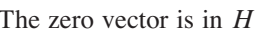 The zero vector is in H